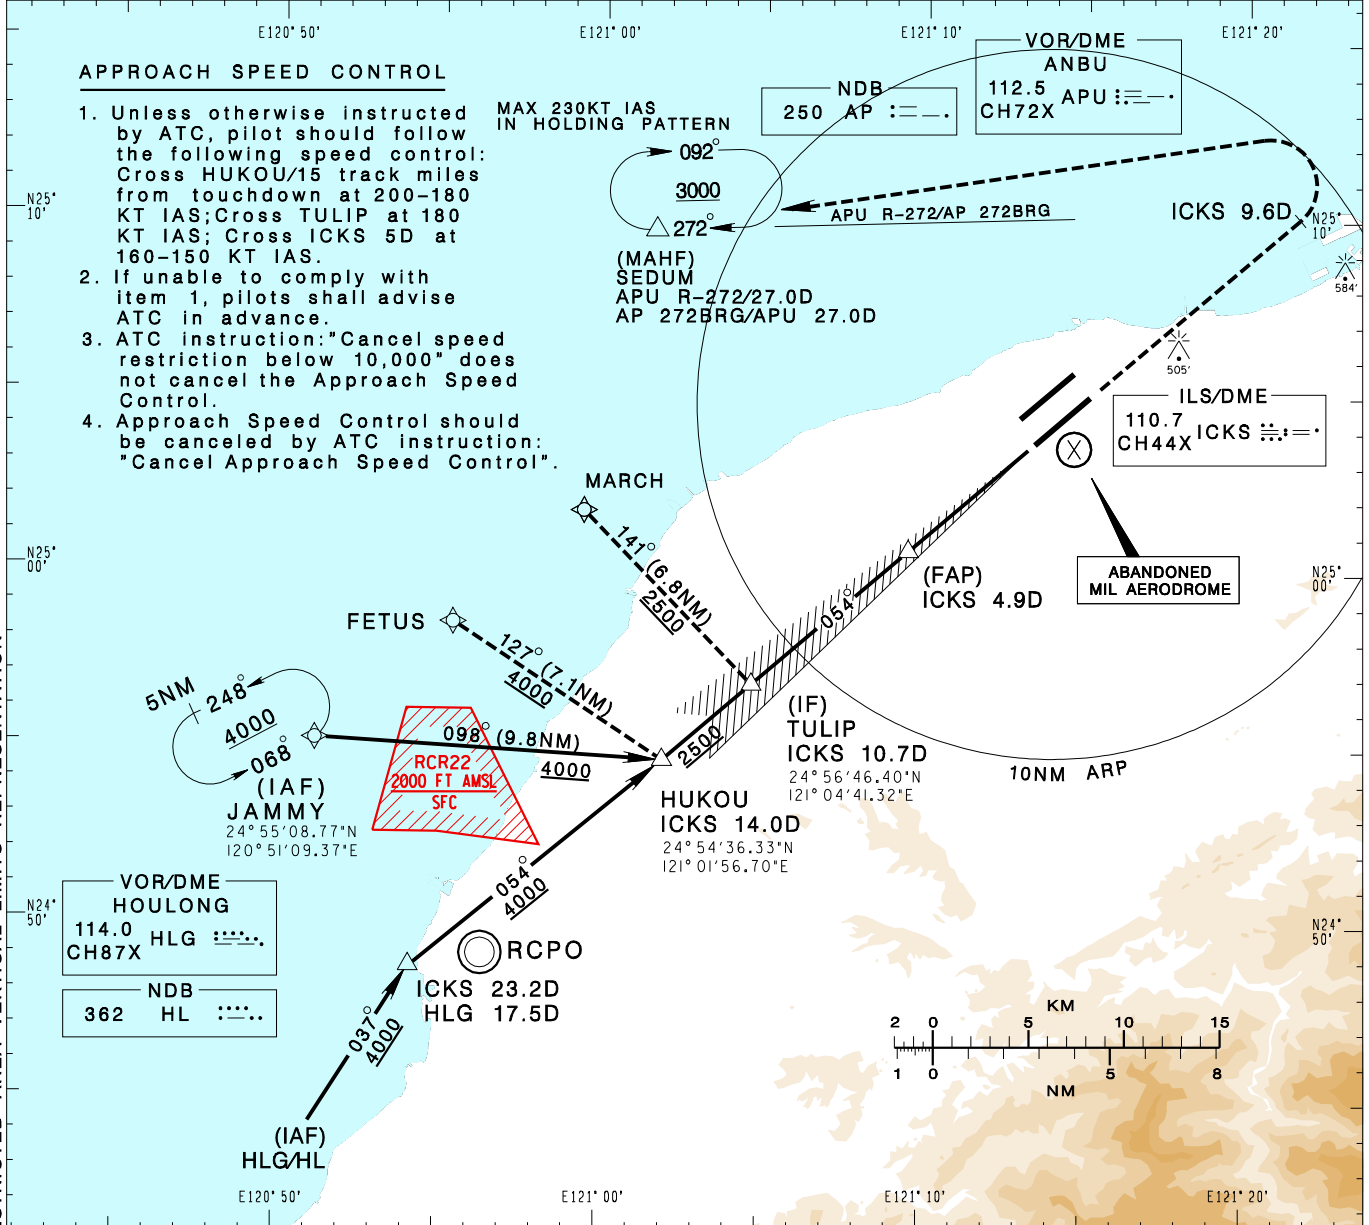 E120°50'
E121°00'
E121°10'
E121°20'
APPROACH SPEED CONTROL
1. Unless otherwise instructed
by ATC, pilot should follow
the following speed control:
Cross HUKOU/15 track miles
from touchdown at 200-180
KT IAS;Cross TULIP at 180
KT IAS; Cross ICKS 5D at
160-150 KT IAS.
2. If unable to comply with
item 1, pilots shall advise
ATC in advance.
3. ATC instruction:"Cancel speed
restriction below 10,000" does
not cancel the Approach Speed
Control.
4. Approach Speed Control should
be canceled by ATC instruction:
"Cancel Approach Speed Control".
MAX 230KT IAS
IN HOLDING PATTERN
092°
3000
272°
(MAHF)
SEDUM
APU R-272/27.0D
AP 272BRG/APU 27.0D
NDB
250 AP
VOR/DME
ANBU
112.5
CH72X
APU
APU R-272/AP 272BRG
ICKS 9.6D
N25°
10'
N25°
10'
584'
505'
ILS/DME
110.7
CH44X
ICKS
X
ABANDONED
MIL AERODROME
MARCH
141° (6.8NM)
2500
N25°
00'
N25°
00'
(FAP)
ICKS 4.9D
054°
FETUS
127° (7.1NM)
4000
5NM
248°
4000
068°
098° (9.8NM)
4000
2500
(IAF)
JAMMY
24°55'08.77"N
120°51'09.37"E
RCR22
2000 FT AMSL
SFC
(IF)
TULIP
ICKS 10.7D
24°56'46.40"N
121°04'41.32"E
10NM ARP
HUKOU
ICKS 14.0D
24°54'36.33"N
121°01'56.70"E
054°
4000
VOR/DME
HOULONG
114.0
CH87X
HLG
NDB
362 HL
N24°
50'
N24°
50'
RCPO
ICKS 23.2D
HLG 17.5D
037°
4000
(IAF)
HLG/HL
KM
2 0 5 10 15
1 0 5 8
NM
E120°50'
E121°00'
E121°10'
E121°20'